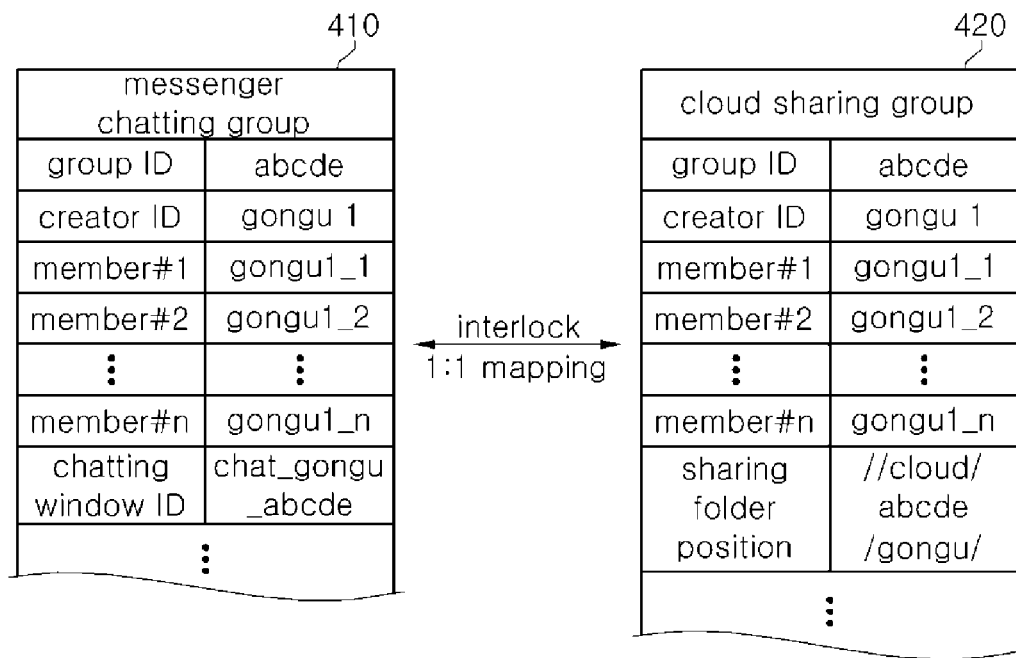 410
messenger
chatting group
group ID abcde
creator ID gongu 1
member#1 gongu1_1
member#2 gongu1_2
member#n gongu1_n
chatting chat_gongu
window ID _abcde
interlock
1:1 mapping
420
cloud sharing group
group ID abcde
creator ID gongu 1
member#1 gongu1_1
member#2 gongu1_2
member#n gongu1_n
sharing //cloud/
folder abcde
position /gongu/